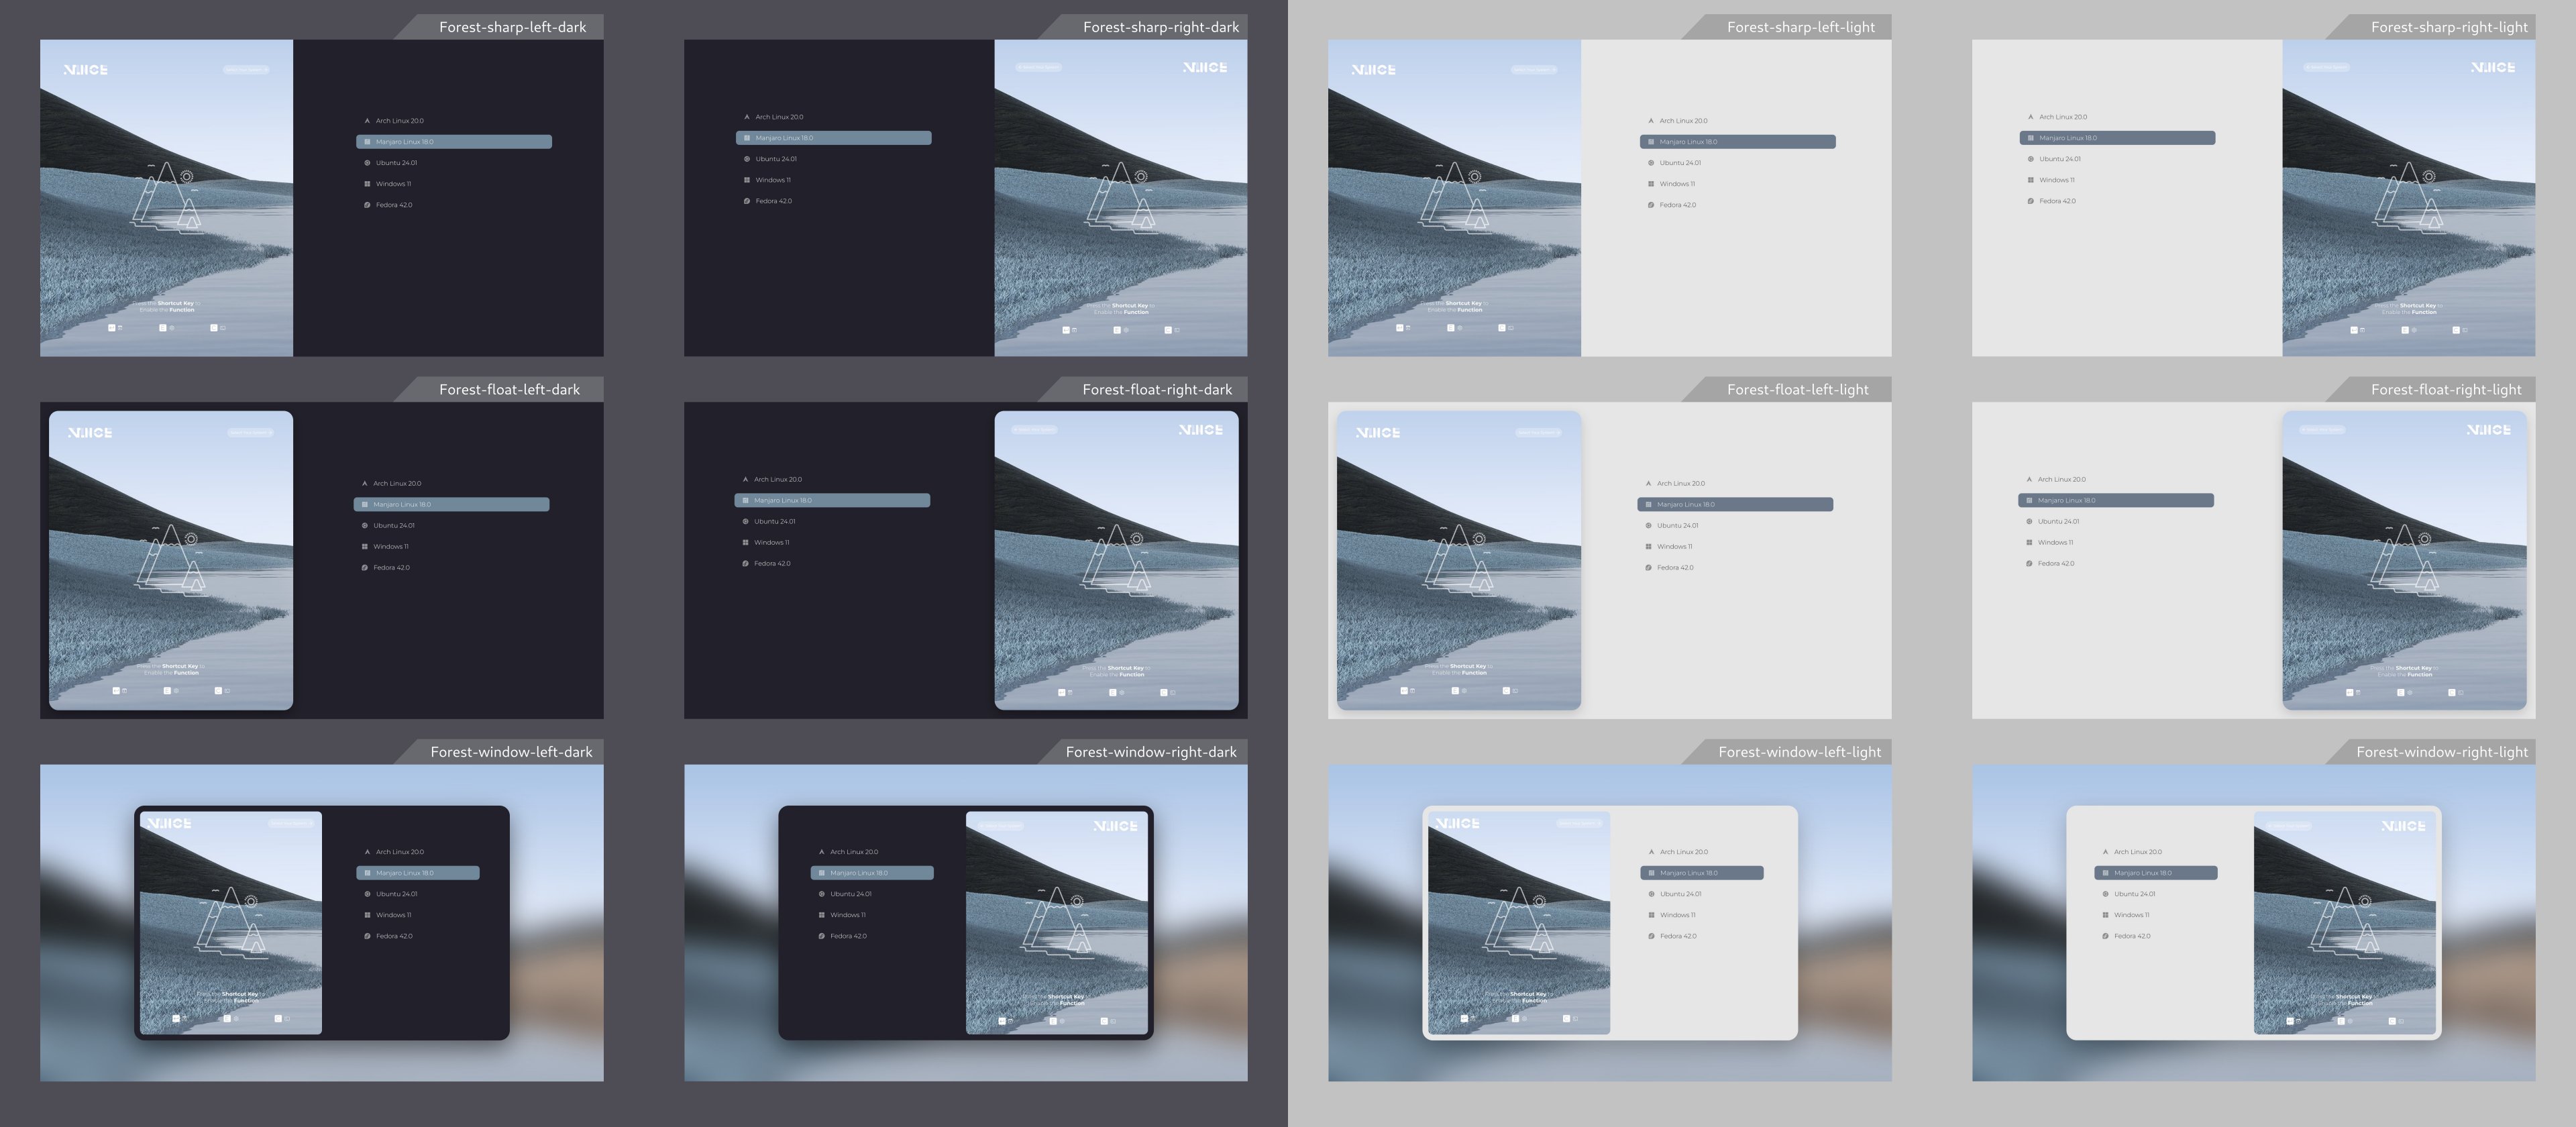 Forest-sharp-left-dark
Arch Linux 20.0
Manjaro Linux 18.0
Ubuntu 24.01
Windows 11
Fedora 42.0
Press the Shortcut Key to
Enable the Function
Forest-sharp-right-dark
Arch Linux 20.0
Manjaro Linux 18.0
Ubuntu 24.01
Windows 11
Fedora 42.0
Press the Shortcut Key to
Enable the Function
Forest-sharp-left-light
Arch Linux 20.0
Manjaro Linux 18.0
Ubuntu 24.01
Windows 11
Fedora 42.0
Press the Shortcut Key to
Enable the Function
Forest-sharp-right-light
Arch Linux 20.0
Manjaro Linux 18.0
Ubuntu 24.01
Windows 11
Fedora 42.0
Press the Shortcut Key to
Enable the Function
Forest-float-left-dark
Arch Linux 20.0
Manjaro Linux 18.0
Ubuntu 24.01
Windows 11
Fedora 42.0
Press the Shortcut Key to
Enable the Function
Forest-float-right-dark
Arch Linux 20.0
Manjaro Linux 18.0
Ubuntu 24.01
Windows 11
Fedora 42.0
Press the Shortcut Key to
Enable the Function
Forest-float-left-light
Arch Linux 20.0
Manjaro Linux 18.0
Ubuntu 24.01
Windows 11
Fedora 42.0
Press the Shortcut Key to
Enable the Function
Forest-float-right-light
Arch Linux 20.0
Manjaro Linux 18.0
Ubuntu 24.01
Windows 11
Fedora 42.0
Press the Shortcut Key to
Enable the Function
Forest-window-left-dark
Arch Linux 20.0
Manjaro Linux 18.0
Ubuntu 24.01
Windows 11
Fedora 42.0
Press the Shortcut Key to
Enable the Function
Forest-window-right-dark
Arch Linux 20.0
Manjaro Linux 18.0
Ubuntu 24.01
Windows 11
Fedora 42.0
Press the Shortcut Key to
Enable the Function
Forest-window-left-light
Arch Linux 20.0
Manjaro Linux 18.0
Ubuntu 24.01
Windows 11
Fedora 42.0
Press the Shortcut Key to
Enable the Function
Forest-window-right-light
Arch Linux 20.0
Manjaro Linux 18.0
Ubuntu 24.01
Windows 11
Fedora 42.0
Press the Shortcut Key to
Enable the Function